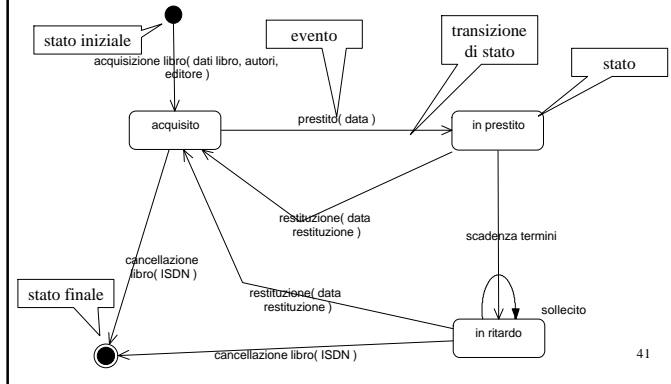 stato iniziale
evento
transizione
di stato
stato
acquisizione libro( dati libro, autori,
editore )
acquisito
prestito( data )
in prestito
restituzione( data
restituzione )
scadenza termini
cancellazione
libro( ISDN )
stato finale
restituzione( data
restituzione )
sollecito
in ritardo
cancellazione libro( ISDN )
41